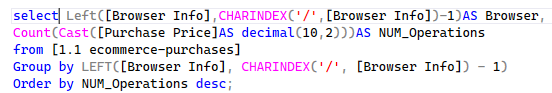 select Left([Browser Info],CHARINDEX('/',[Browser Info])-1)AS Browser,
Count(Cast([Purchase Price]AS decimal(10,2)))AS NUM_Operations
from [1.1 ecommerce-purchases]
Group by LEFT([Browser Info], CHARINDEX('/', [Browser Info]) - 1)
Order by NUM_Operations desc;